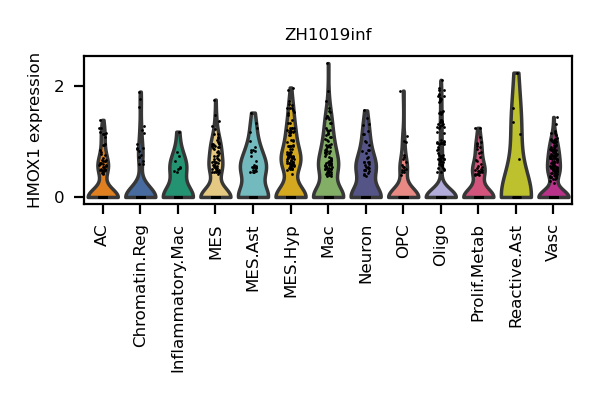 ZH1019inf
HMOX1 expression
2
0
AC
Chromatin.Reg
Inflammatory.Mac
MES
MES.Ast
MES.Hyp
Mac
Neuron
OPC
Oligo
Prolif.Metab
Reactive.Ast
Vasc